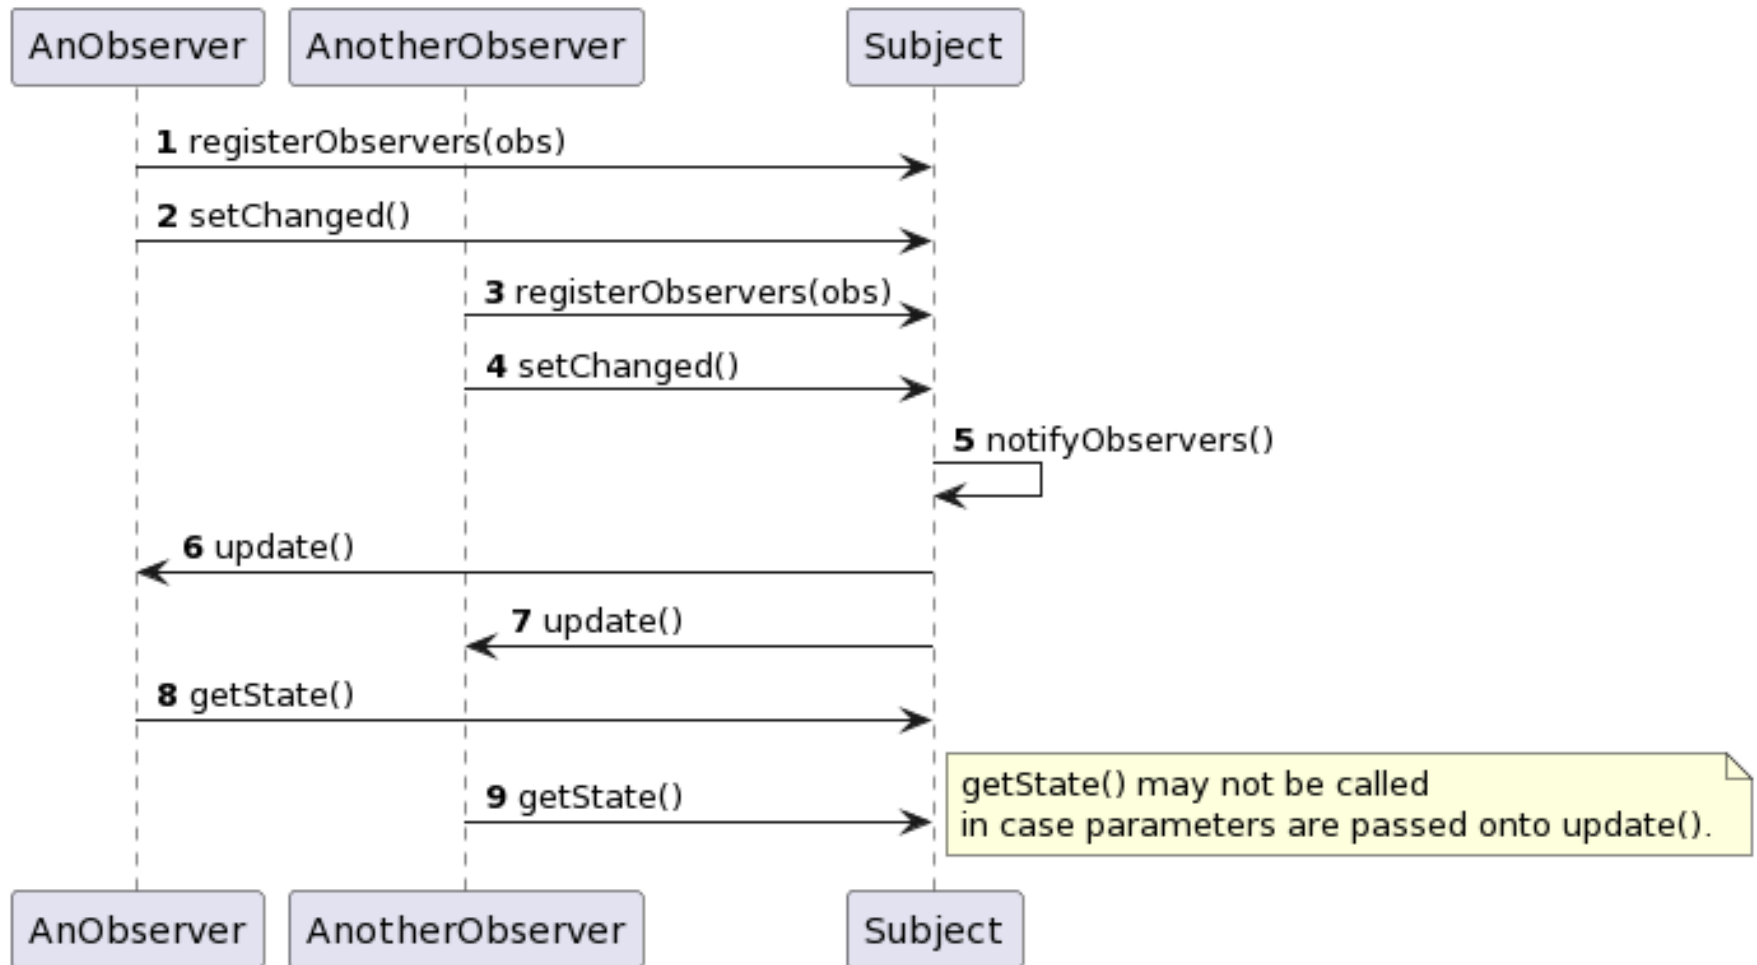 AnObserver AnotherObserver Subject
1 registerObservers(obs)
2 setChanged()
3 registerObservers(obs)
4 setChanged()
5 notifyObservers()
6 update()
7 update()
8 getState()
getState() may not be called
9 getState()
in case parameters are passed onto update().
AnObserver AnotherObserver Subject